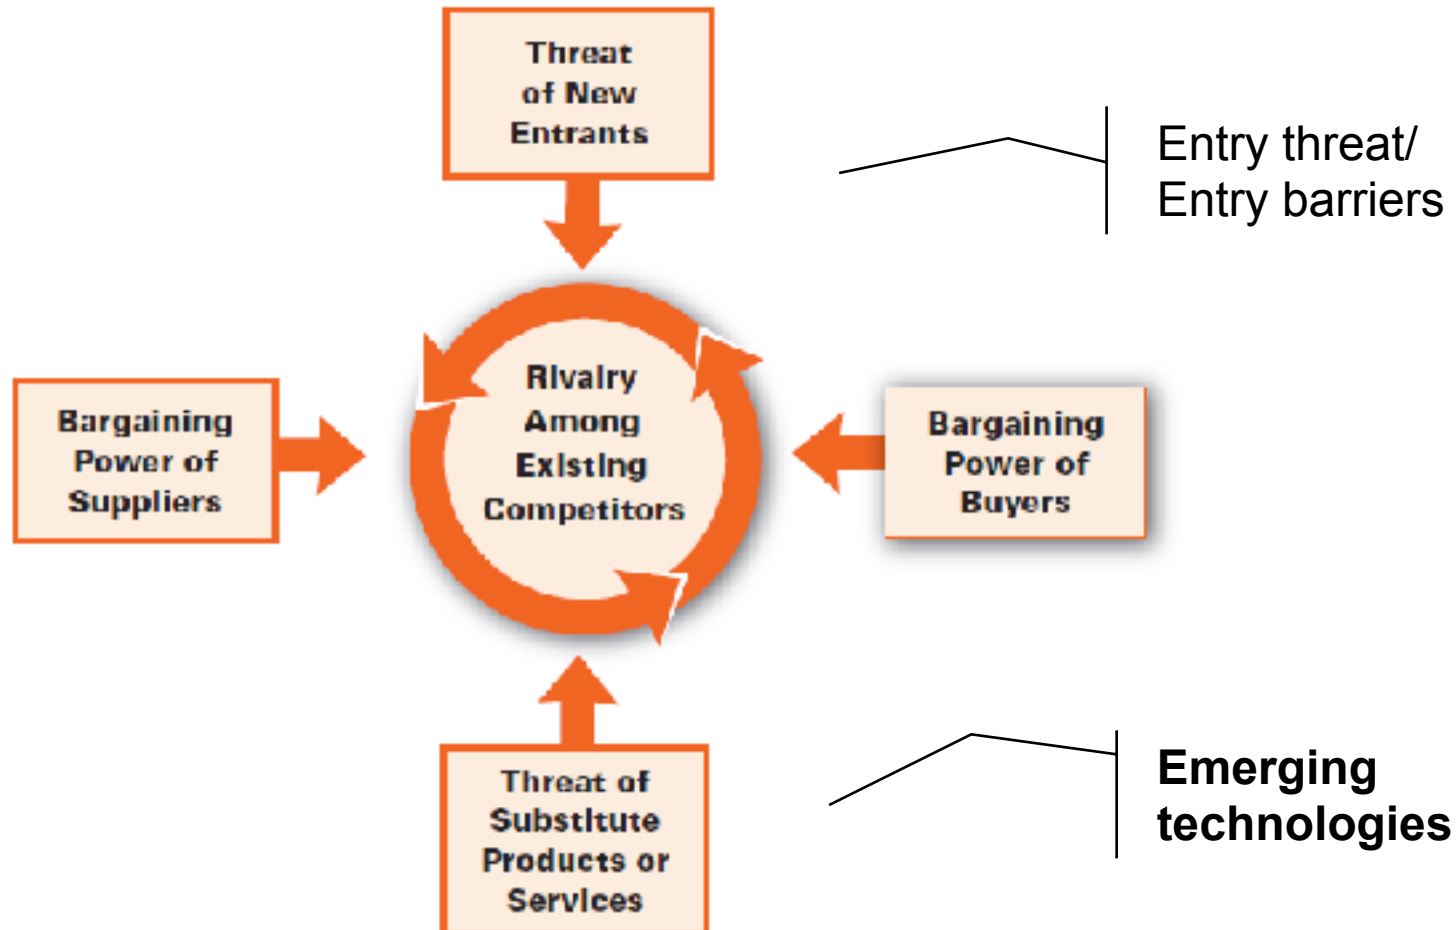 Threat
of New
Entrants
Entry threat/
Entry barriers
Bargaining
Power of
Suppliers
Rivalry
Among
Existing
Competitors
Bargaining
Power of
Buyers
Threat of
Substitute
Products or
Services
Emerging
technologies